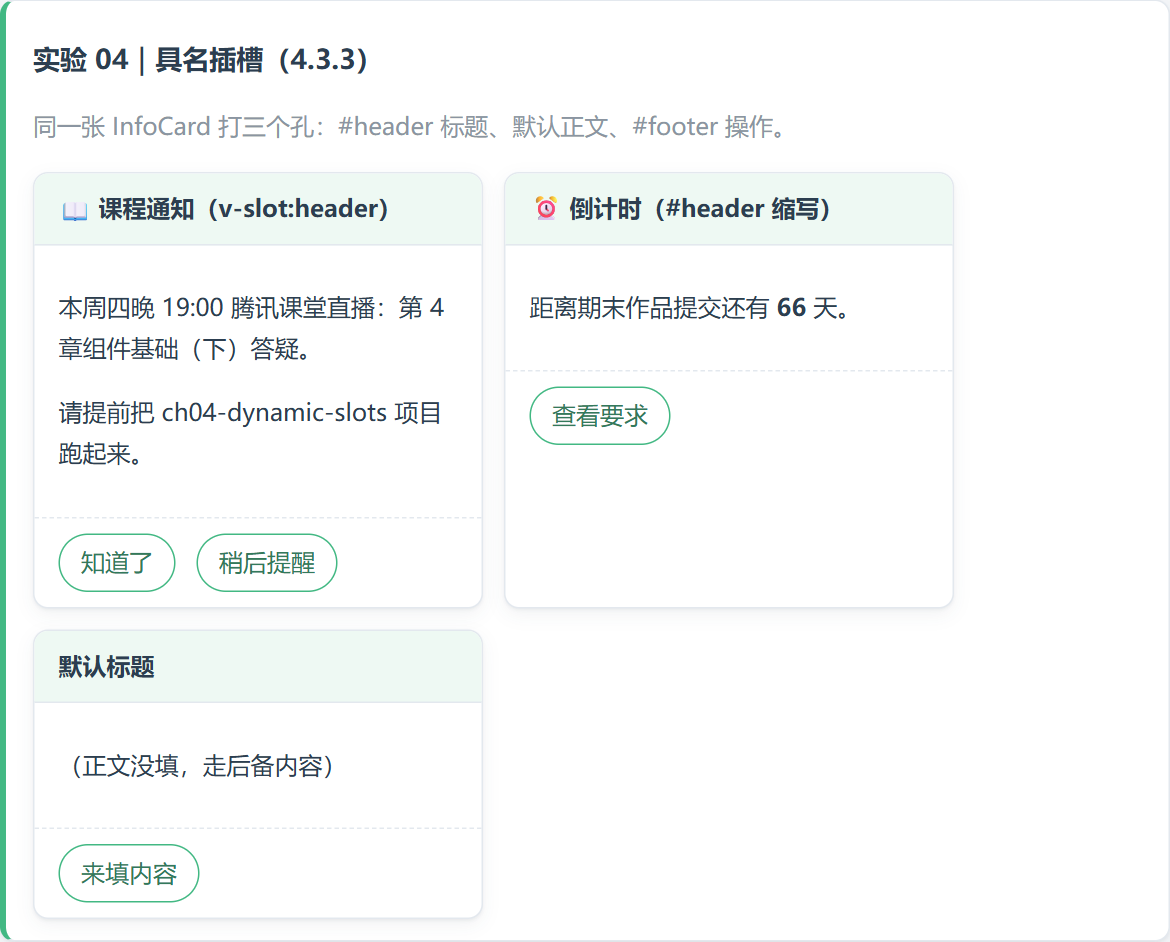 实验 04｜具名插槽（4.3.3）
同一张 InfoCard 打三个孔：#header 标题、默认正文、#footer 操作。
📖 课程通知（v-slot:header）
本周四晚 19:00 腾讯课堂直播：第 4
章组件基础（下）答疑。
请提前把 ch04-dynamic-slots 项目
跑起来。
知道了
稍后提醒
⏰ 倒计时（#header 缩写）
距离期末作品提交还有 66 天。
查看要求
默认标题
（正文没填，走后备内容）
来填内容